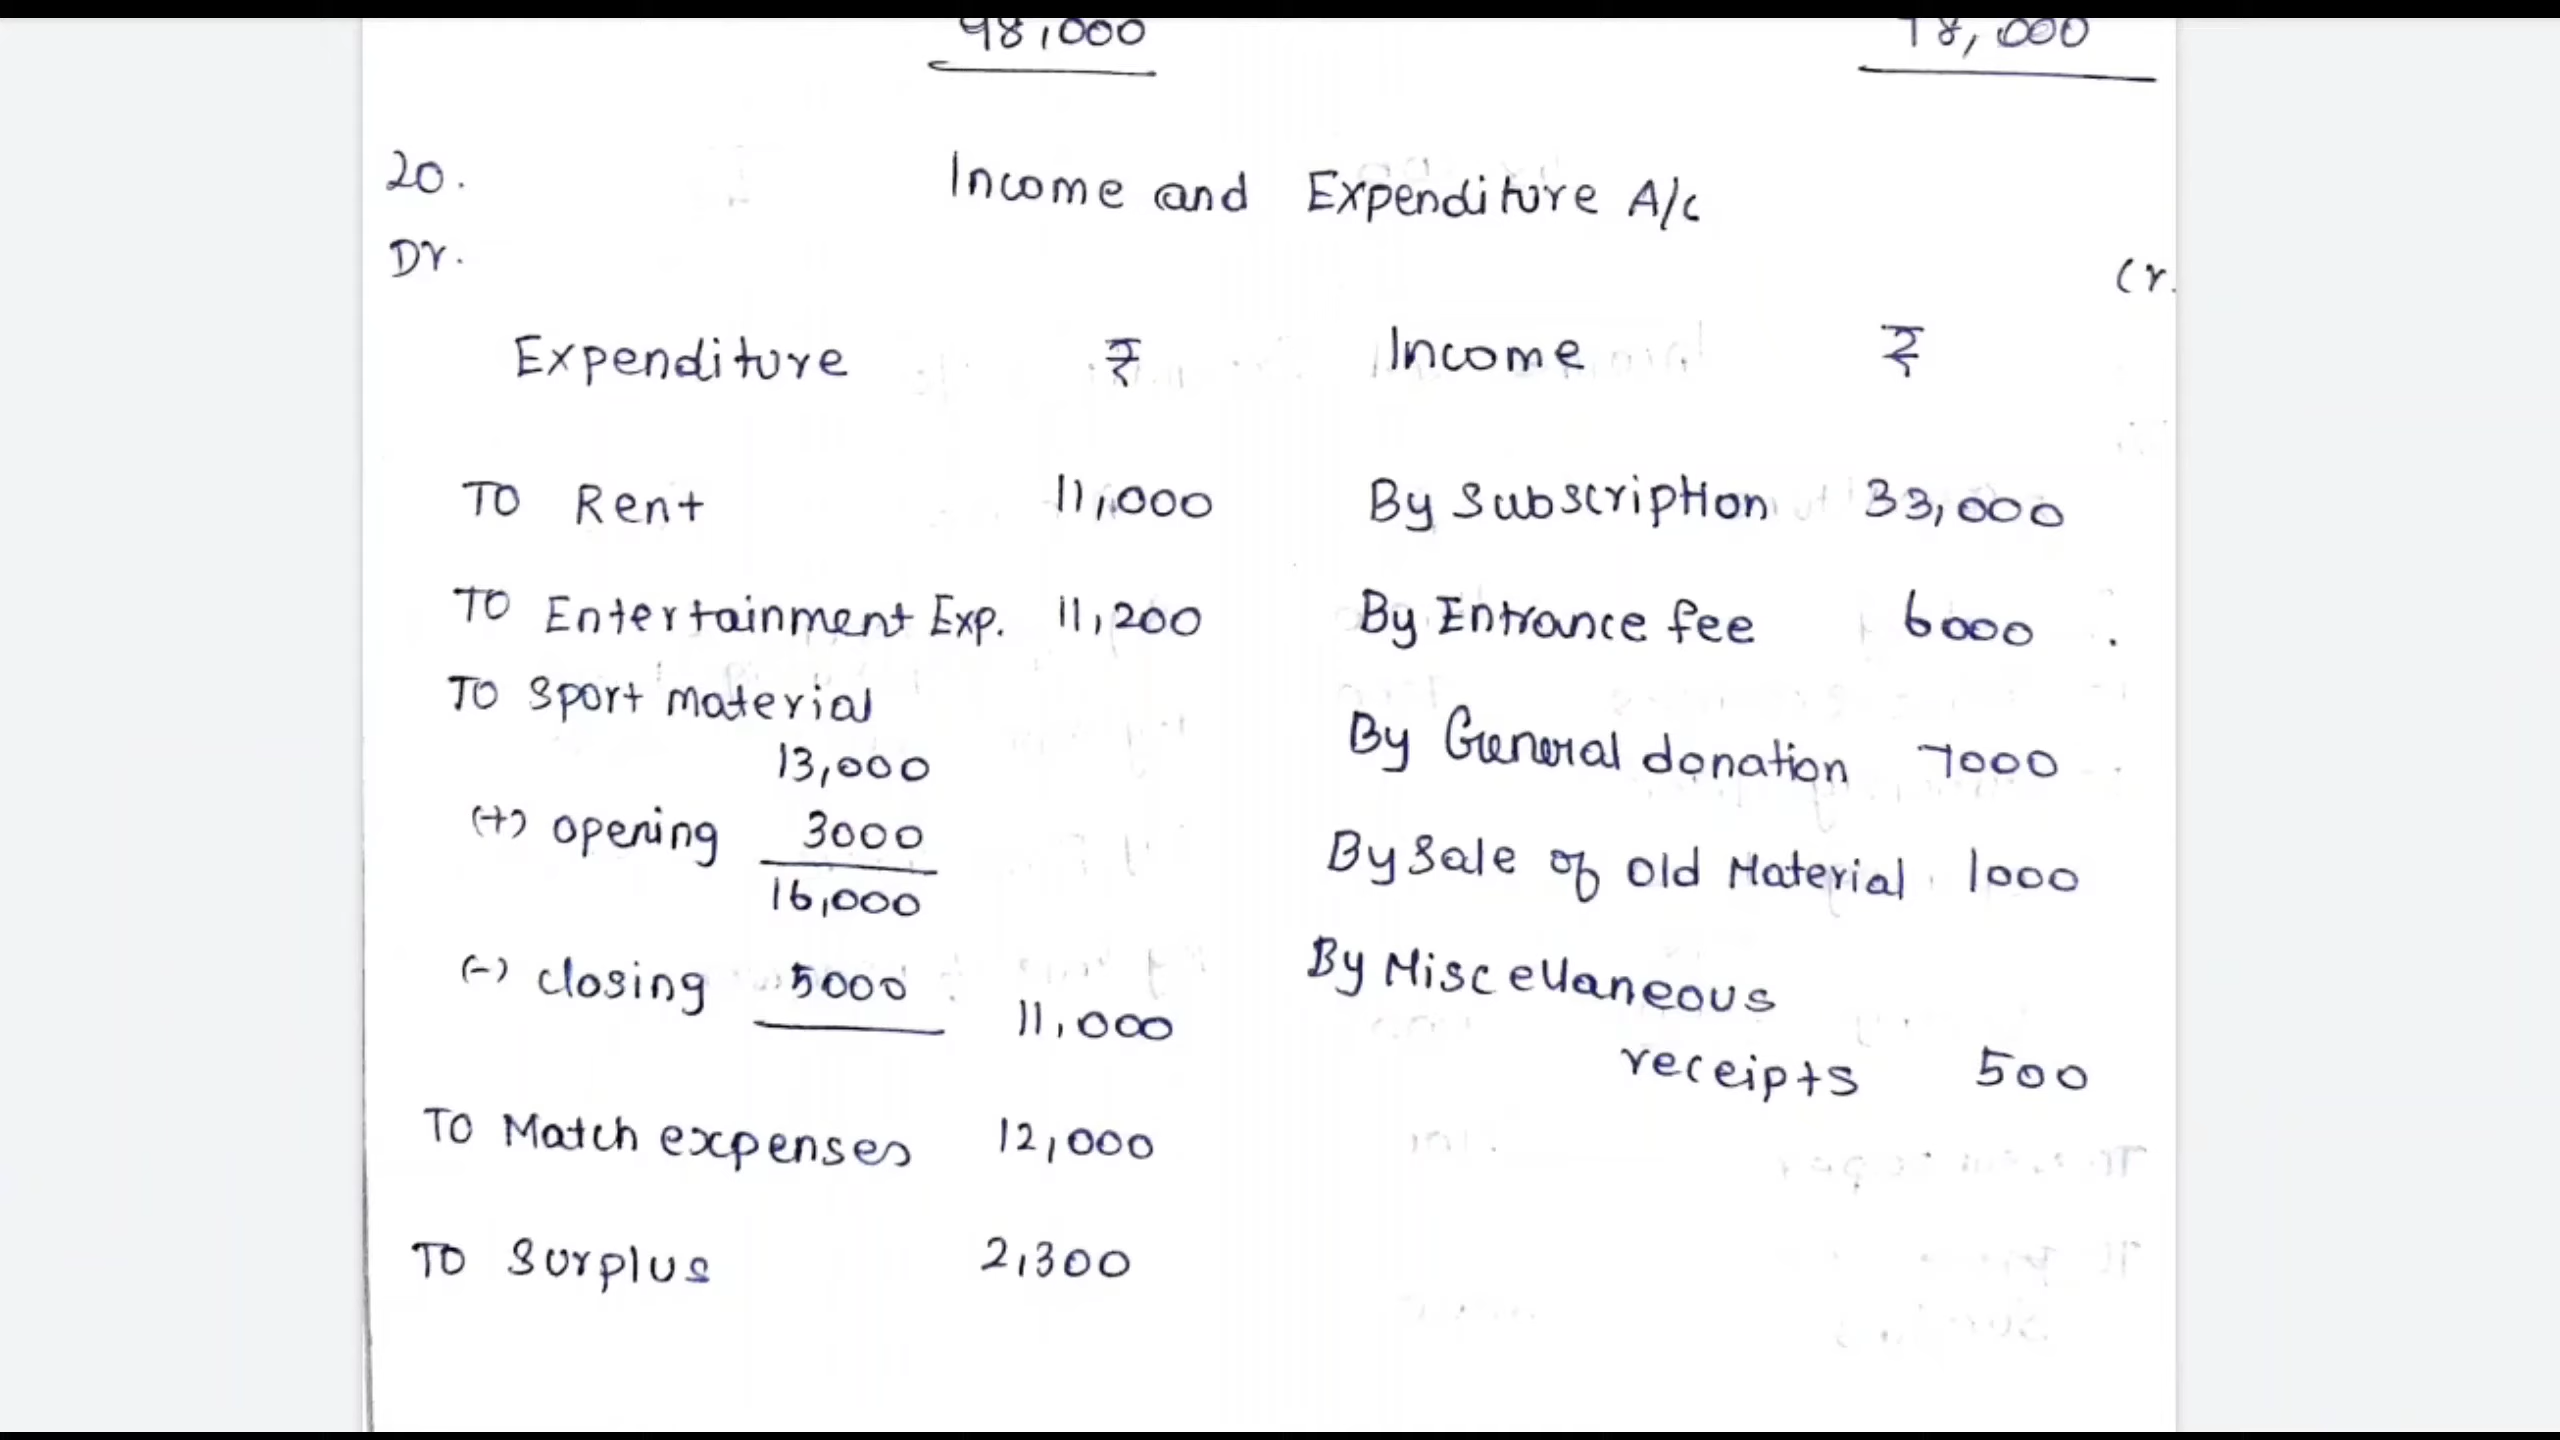 98,000 98,000
20. Income and Expenditure A/c
Dr. Cr.
Expenditure ₹ Income ₹
TO Rent 11,000 By Subscription 33,000
TO Entertainment Exp. 11,200 By Entrance fee 6000
TO Sport material
13,000 By General donation 7000
(+) opening 3000
16,000 By Sale of Old Material 1000
(-) closing 5000 By Miscellaneous
11,000
receipts 500
TO Match expenses 12,000
TO Surplus 2,300